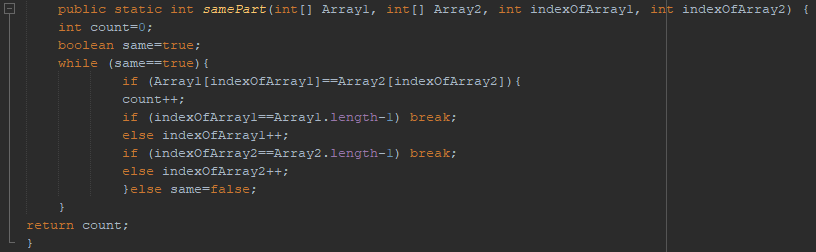 public static int samePart(int[] Array1, int[] Array2, int indexOfArray1, int indexOfArray2) {
int count=0;
boolean same=true;
while (same==true){
if (Array1[indexOfArray1]==Array2[indexOfArray2]){
count++;
if (indexOfArray1==Array1.length-1) break;
else indexOfArray1++;
if (indexOfArray2==Array2.length-1) break;
else indexOfArray2++;
}else same=false;
}
return count;
}